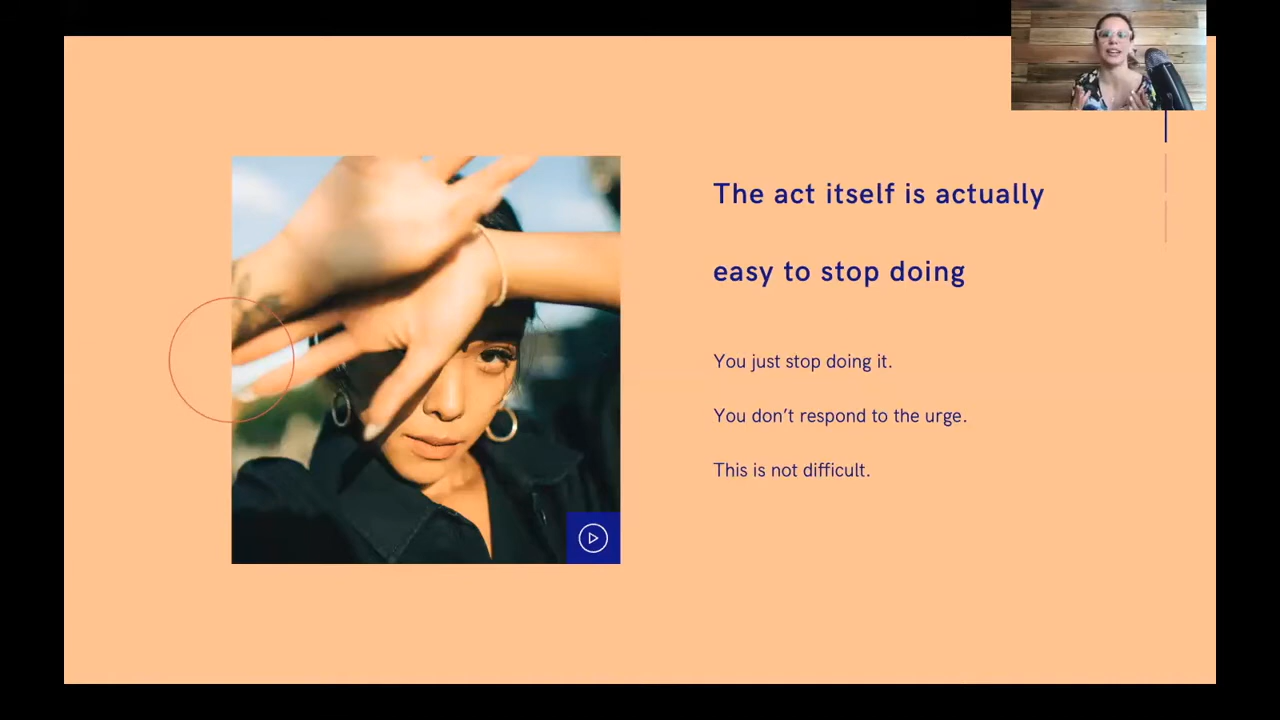 The act itself is actually
easy to stop doing
You just stop doing it.
You don’t respond to the urge.
This is not difficult.